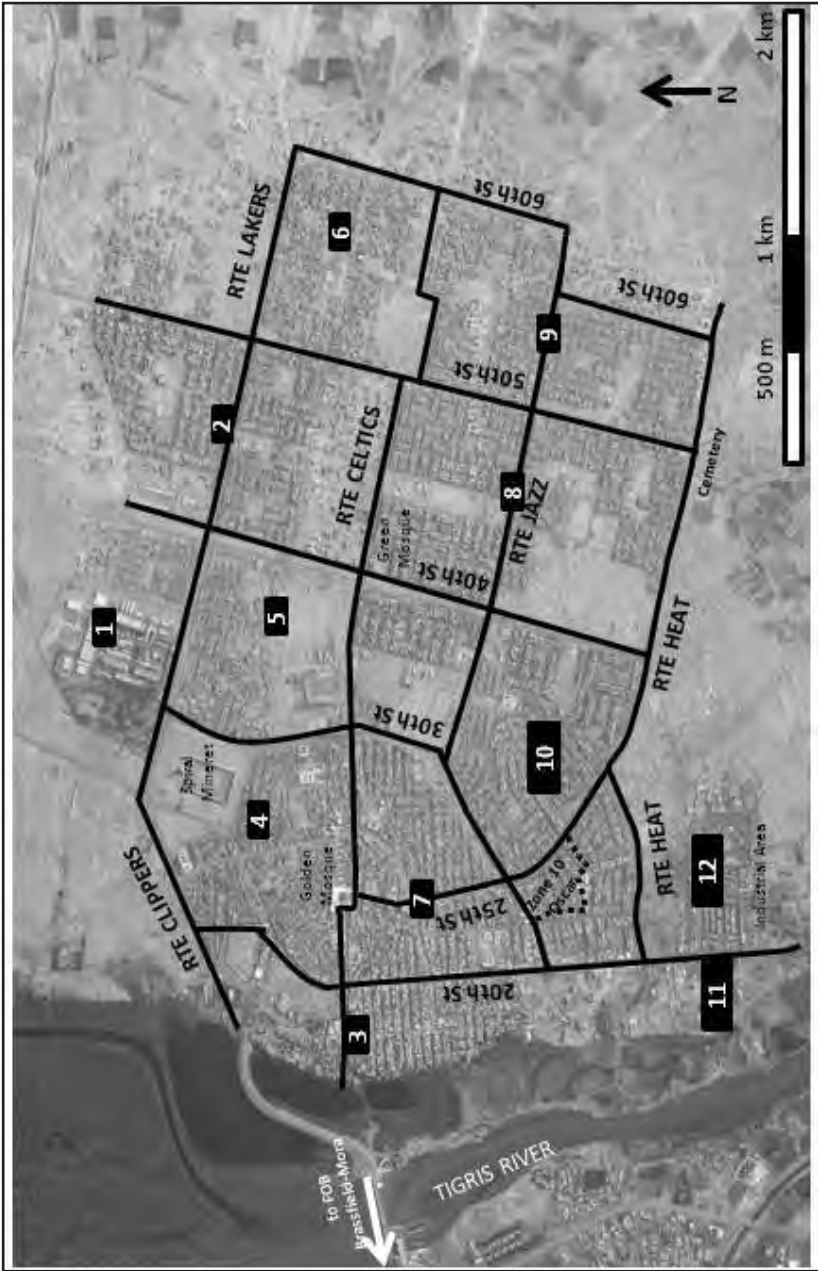 to FOB
Brassfield-Mora
TIGRIS RIVER
RTE CLIPPERS
RTE LAKERS
RTE CELTICS
RTE JAZZ
RTE HEAT
RTE HEAT
20th St
25th St
30th St
40th St
50th St
60th St
60th St
Spiral
Mineret
Golden
Mosque
Green
Mosque
Zone 10
Oscar
Industrial Area
Cemetery
1
2
3
4
5
6
7
8
9
10
11
12
N
500 m
1 km
2 km